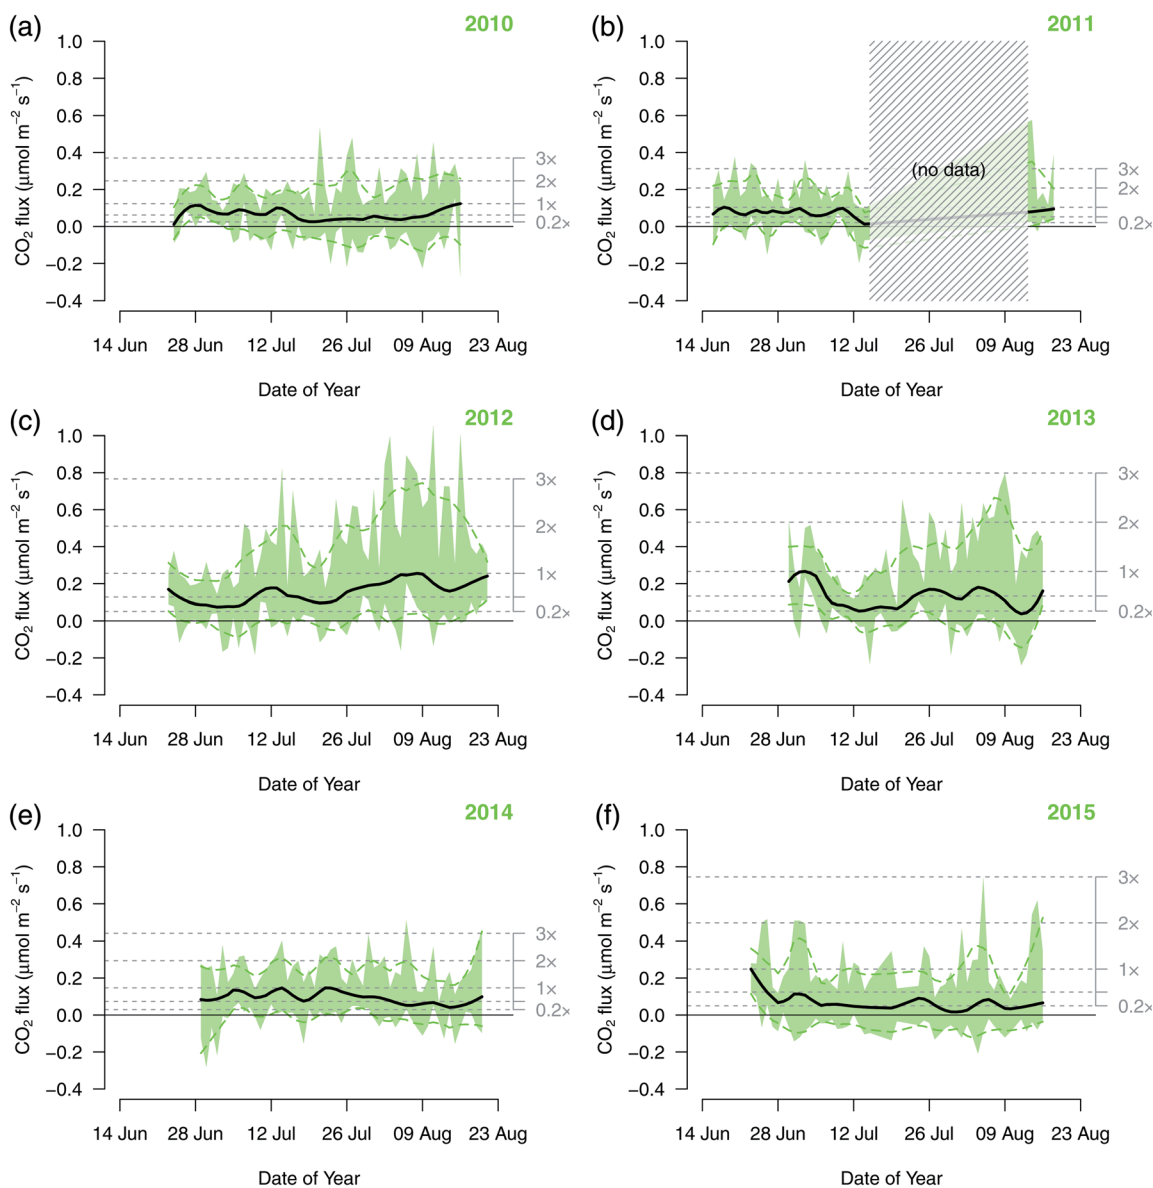 (a) 2010
CO2 flux (μmol m−2 s−1)
1.0
0.8
0.6
0.4
0.2
0.0
−0.2
−0.4
3×
2×
1×
0.2×
14 Jun 28 Jun 12 Jul 26 Jul 09 Aug 23 Aug
Date of Year
(b) 2011
CO2 flux (μmol m−2 s−1)
1.0
0.8
0.6
0.4
0.2
0.0
−0.2
−0.4
(no data)
3×
2×
0.2×
14 Jun 28 Jun 12 Jul 26 Jul 09 Aug 23 Aug
Date of Year
(c) 2012
CO2 flux (μmol m−2 s−1)
1.0
0.8
0.6
0.4
0.2
0.0
−0.2
−0.4
3×
2×
1×
0.2×
14 Jun 28 Jun 12 Jul 26 Jul 09 Aug 23 Aug
Date of Year
(d) 2013
CO2 flux (μmol m−2 s−1)
1.0
0.8
0.6
0.4
0.2
0.0
−0.2
−0.4
3×
2×
1×
0.2×
14 Jun 28 Jun 12 Jul 26 Jul 09 Aug 23 Aug
Date of Year
(e) 2014
CO2 flux (μmol m−2 s−1)
1.0
0.8
0.6
0.4
0.2
0.0
−0.2
−0.4
3×
2×
1×
0.2×
14 Jun 28 Jun 12 Jul 26 Jul 09 Aug 23 Aug
Date of Year
(f) 2015
CO2 flux (μmol m−2 s−1)
1.0
0.8
0.6
0.4
0.2
0.0
−0.2
−0.4
3×
2×
1×
0.2×
14 Jun 28 Jun 12 Jul 26 Jul 09 Aug 23 Aug
Date of Year